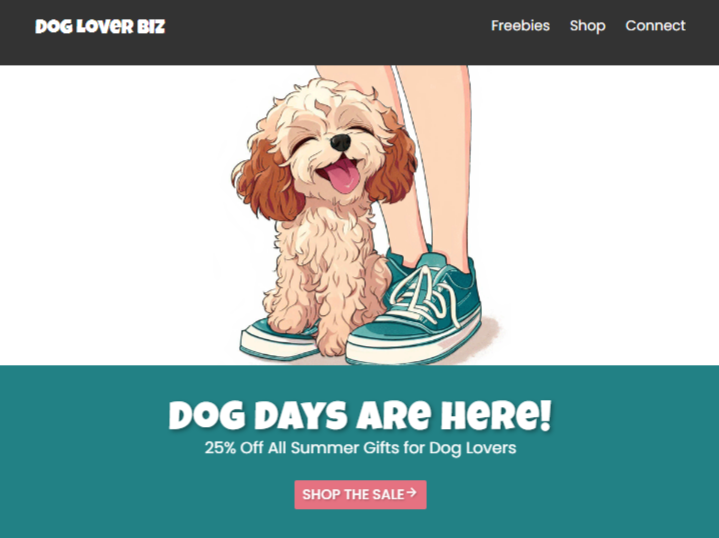 DOG LOVER BIZ
Freebies Shop Connect
DOG DAYS ARE HERE!
25% Off All Summer Gifts for Dog Lovers
SHOP THE SALE→